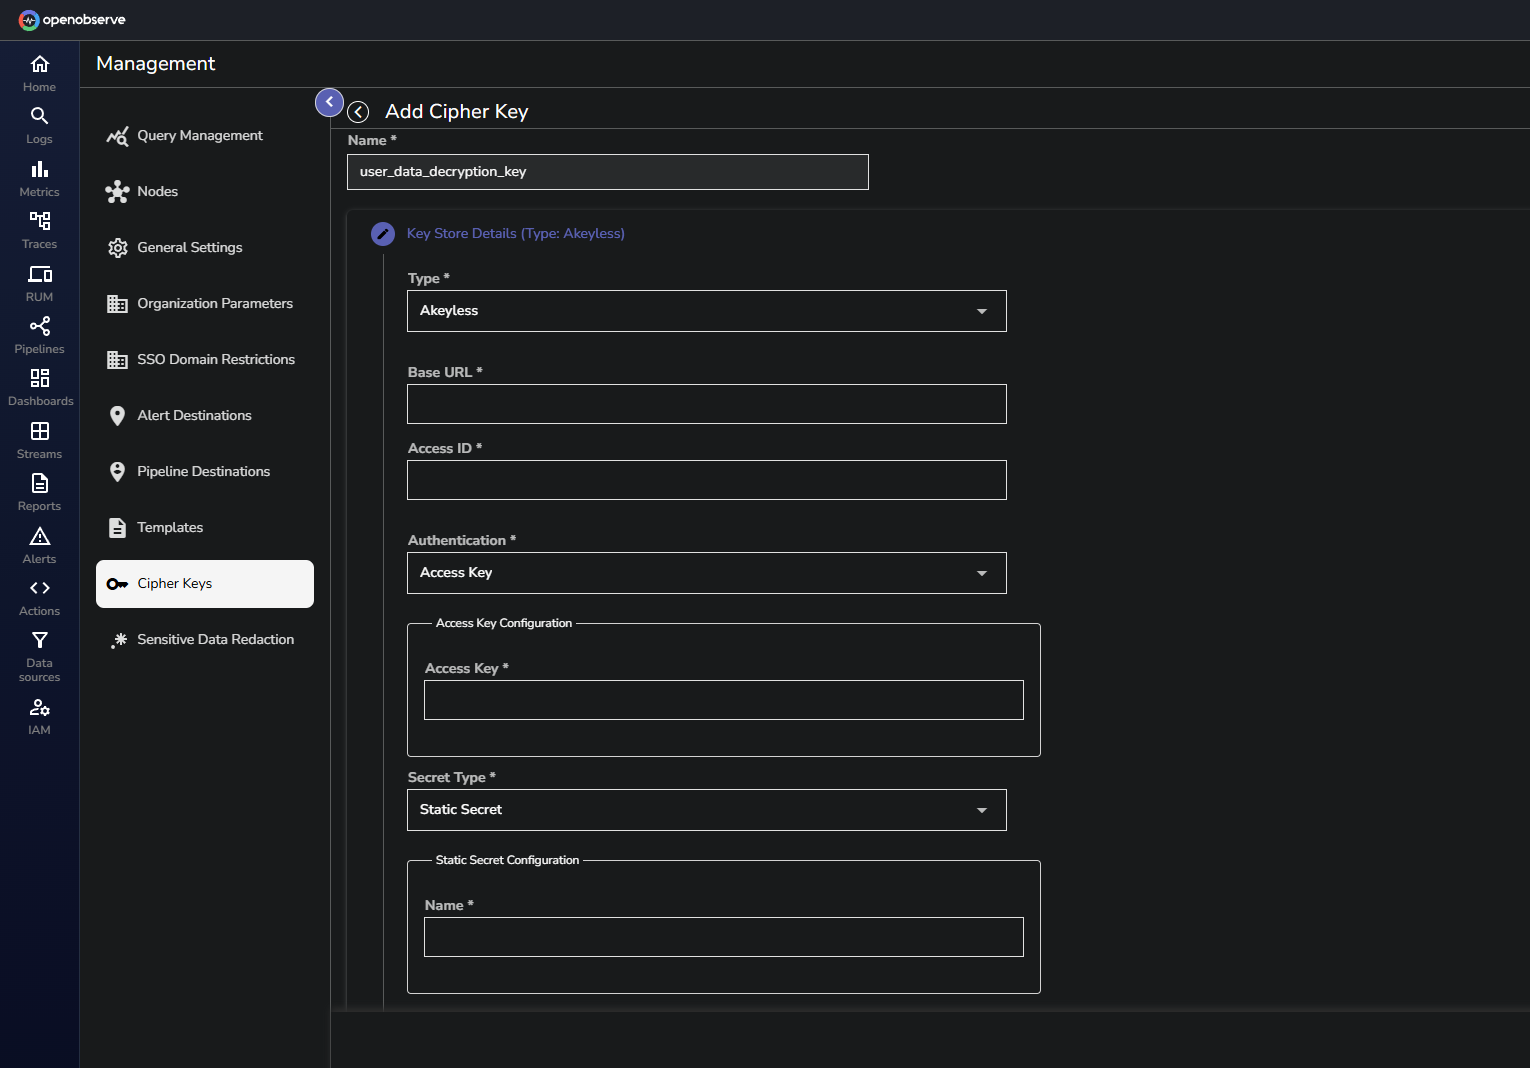 openobserve
Management
Home
Logs
Metrics
Traces
RUM
Pipelines
Dashboards
Streams
Reports
Alerts
Actions
Data
sources
IAM
Query Management
Nodes
General Settings
Organization Parameters
SSO Domain Restrictions
Alert Destinations
Pipeline Destinations
Templates
Cipher Keys
Sensitive Data Redaction
Add Cipher Key
Name *
user_data_decryption_key
Key Store Details (Type: Akeyless)
Type *
Akeyless
Base URL *
Access ID *
Authentication *
Access Key
Access Key Configuration
Access Key *
Secret Type *
Static Secret
Static Secret Configuration
Name *